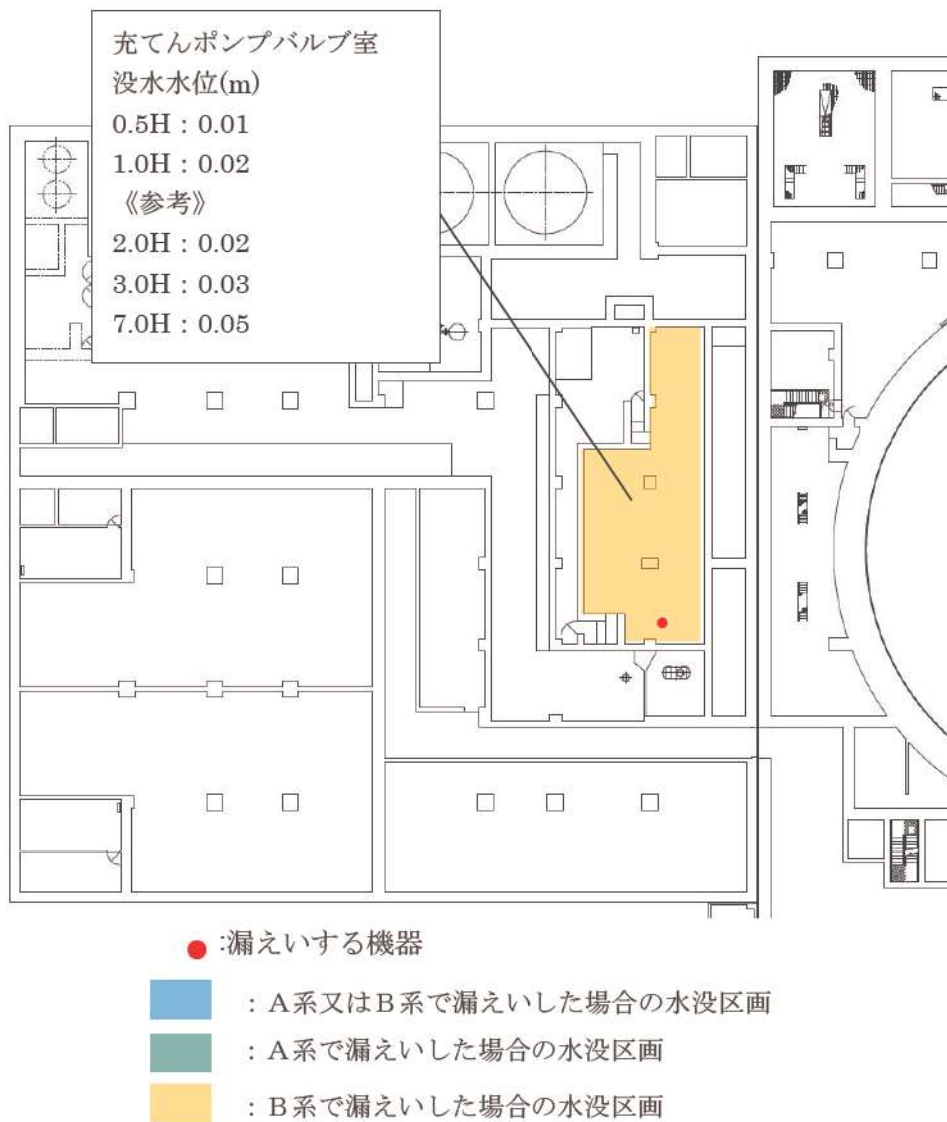 充てんポンプバルブ室
没水水位(m)
0.5H：0.01
1.0H：0.02
《参考》
2.0H：0.02
3.0H：0.03
7.0H：0.05
:漏えいする機器
：A系又はB系で漏えいした場合の水没区画
：A系で漏えいした場合の水没区画
：B系で漏えいした場合の水没区画